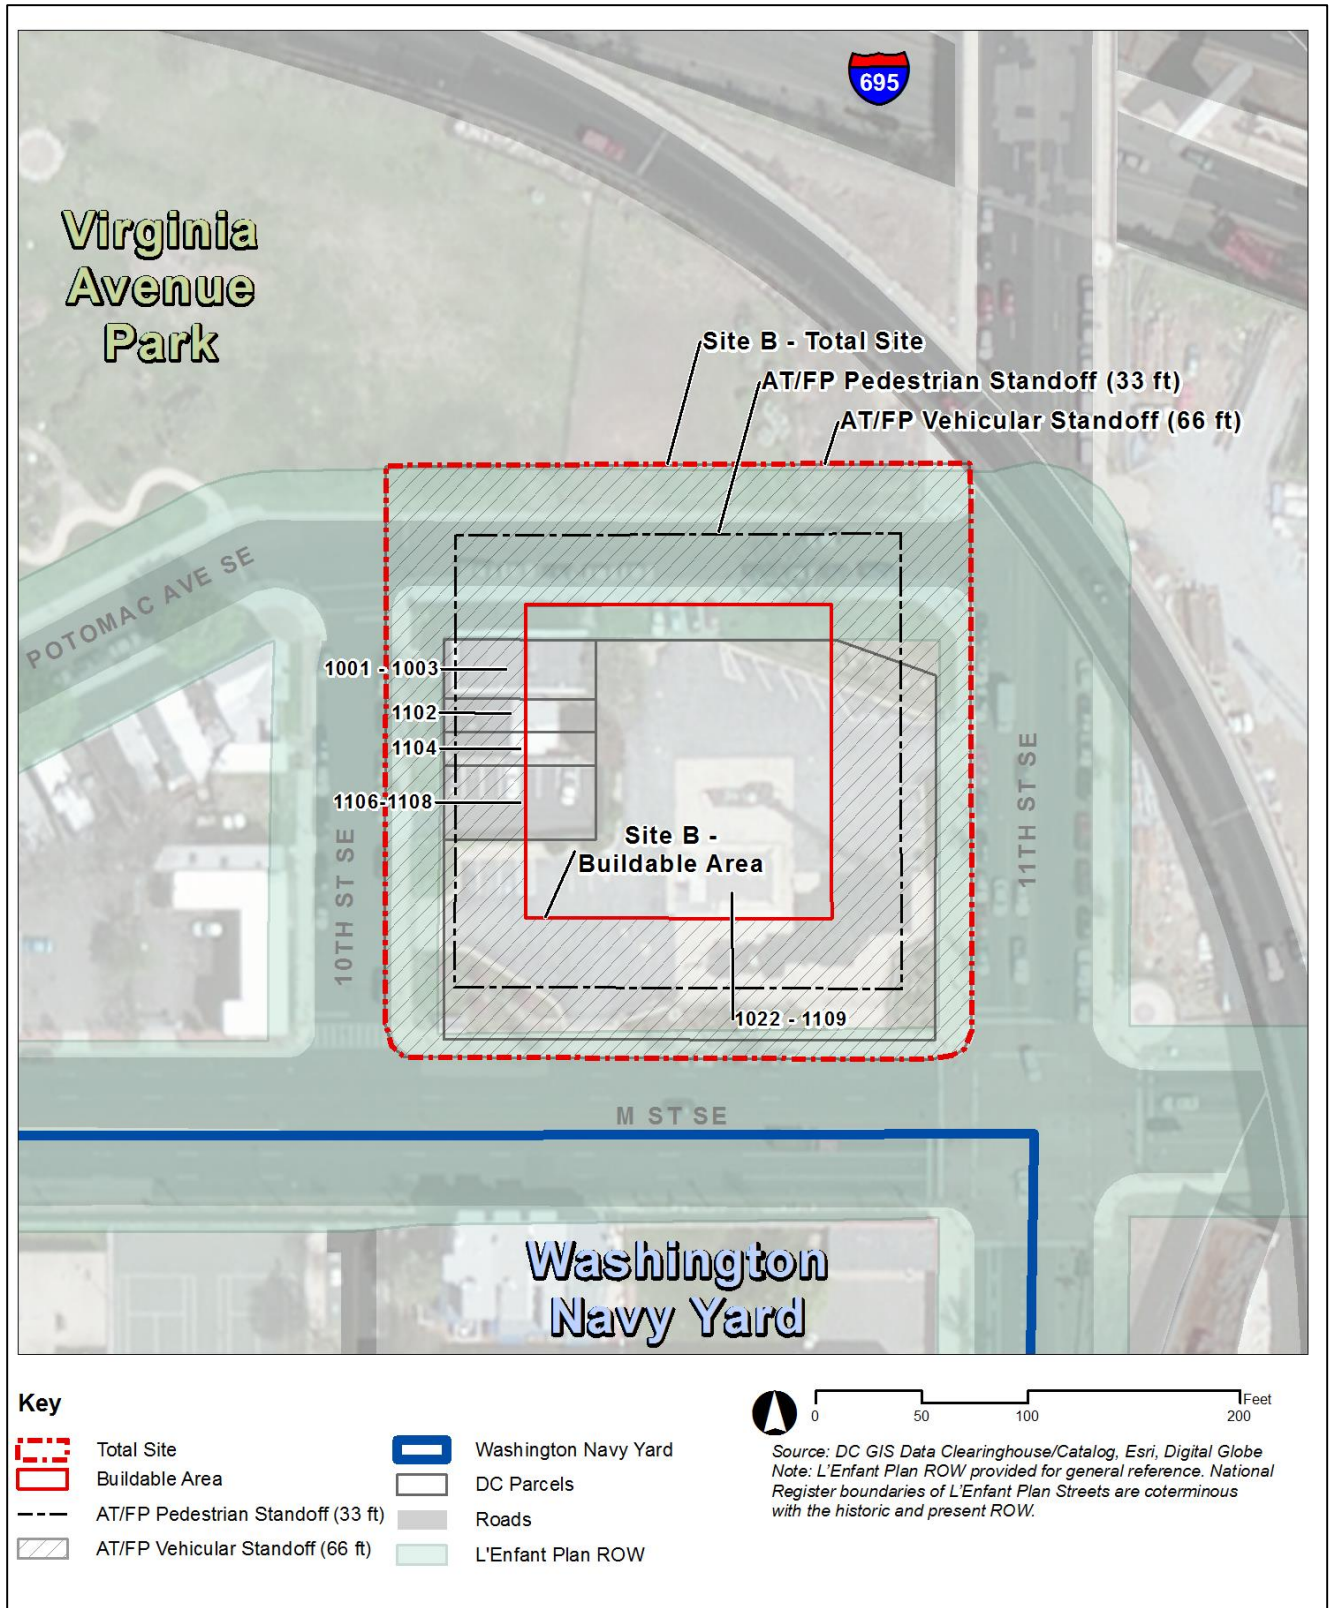 695
Virginia
Avenue
Park
Site B - Total Site
AT/FP Pedestrian Standoff (33 ft)
AT/FP Vehicular Standoff (66 ft)
POTOMAC AVE SE
1001 - 1003
1102
1104
1106-1108
Site B -
Buildable Area
10TH ST SE
11TH ST SE
1022 - 1109
M ST SE
Washington
Navy Yard
Key
Total Site
Buildable Area
AT/FP Pedestrian Standoff (33 ft)
AT/FP Vehicular Standoff (66 ft)
Washington Navy Yard
DC Parcels
Roads
L'Enfant Plan ROW
Feet
0 50 100 200
Source: DC GIS Data Clearinghouse/Catalog, Esri, Digital Globe
Note: L'Enfant Plan ROW provided for general reference. National
Register boundaries of L'Enfant Plan Streets are coterminous
with the historic and present ROW.